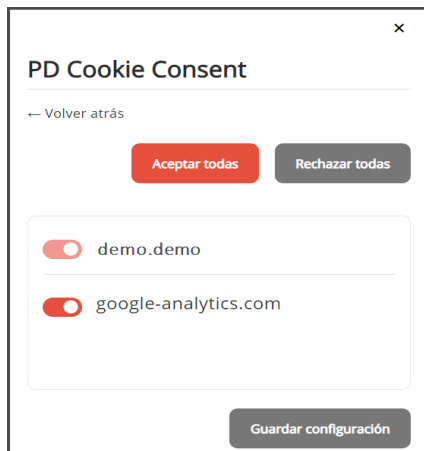 ×
PD Cookie Consent
← Volver atrás
Aceptar todas Rechazar todas
demo.demo
google-analytics.com
Guardar configuración